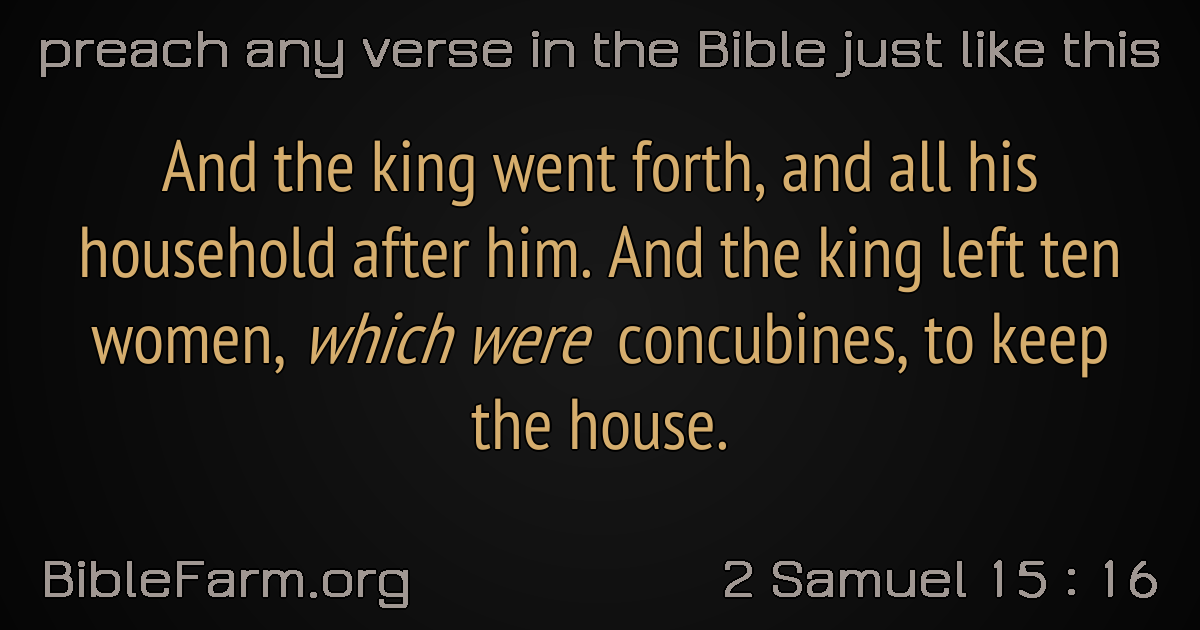 preach any verse in the Bible just like this
And the king went forth, and all his
household after him. And the king left ten
women, which were concubines, to keep
the house.
BibleFarm.org
2 Samuel 15 : 16